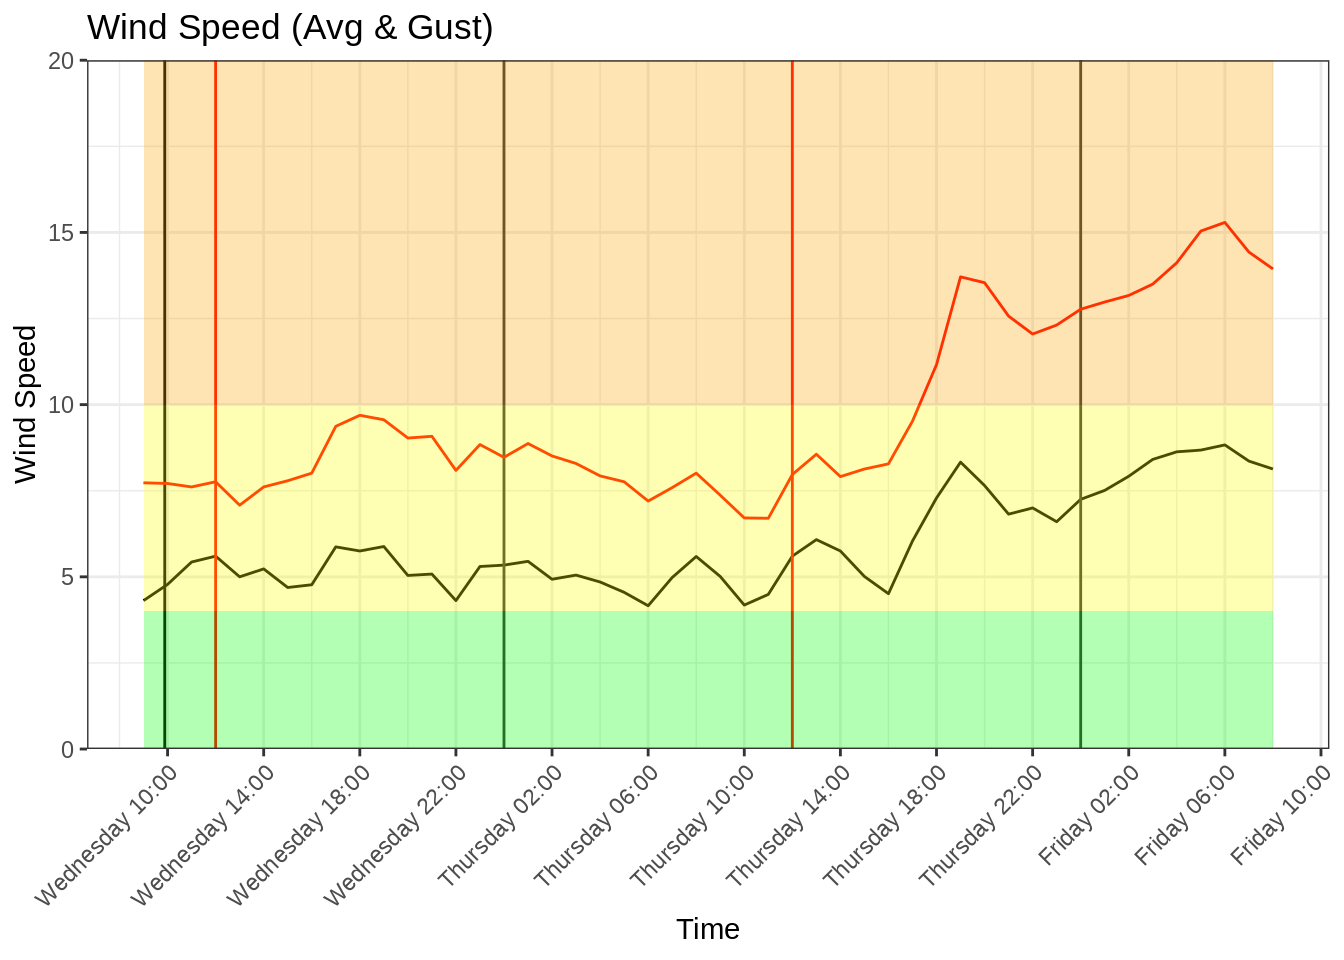 Wind Speed (Avg & Gust)
20
15
10
5
0
Wind Speed
Wednesday 10:00
Wednesday 14:00
Wednesday 18:00
Wednesday 22:00
Thursday 02:00
Thursday 06:00
Thursday 10:00
Thursday 14:00
Thursday 18:00
Thursday 22:00
Friday 02:00
Friday 06:00
Friday 10:00
Time